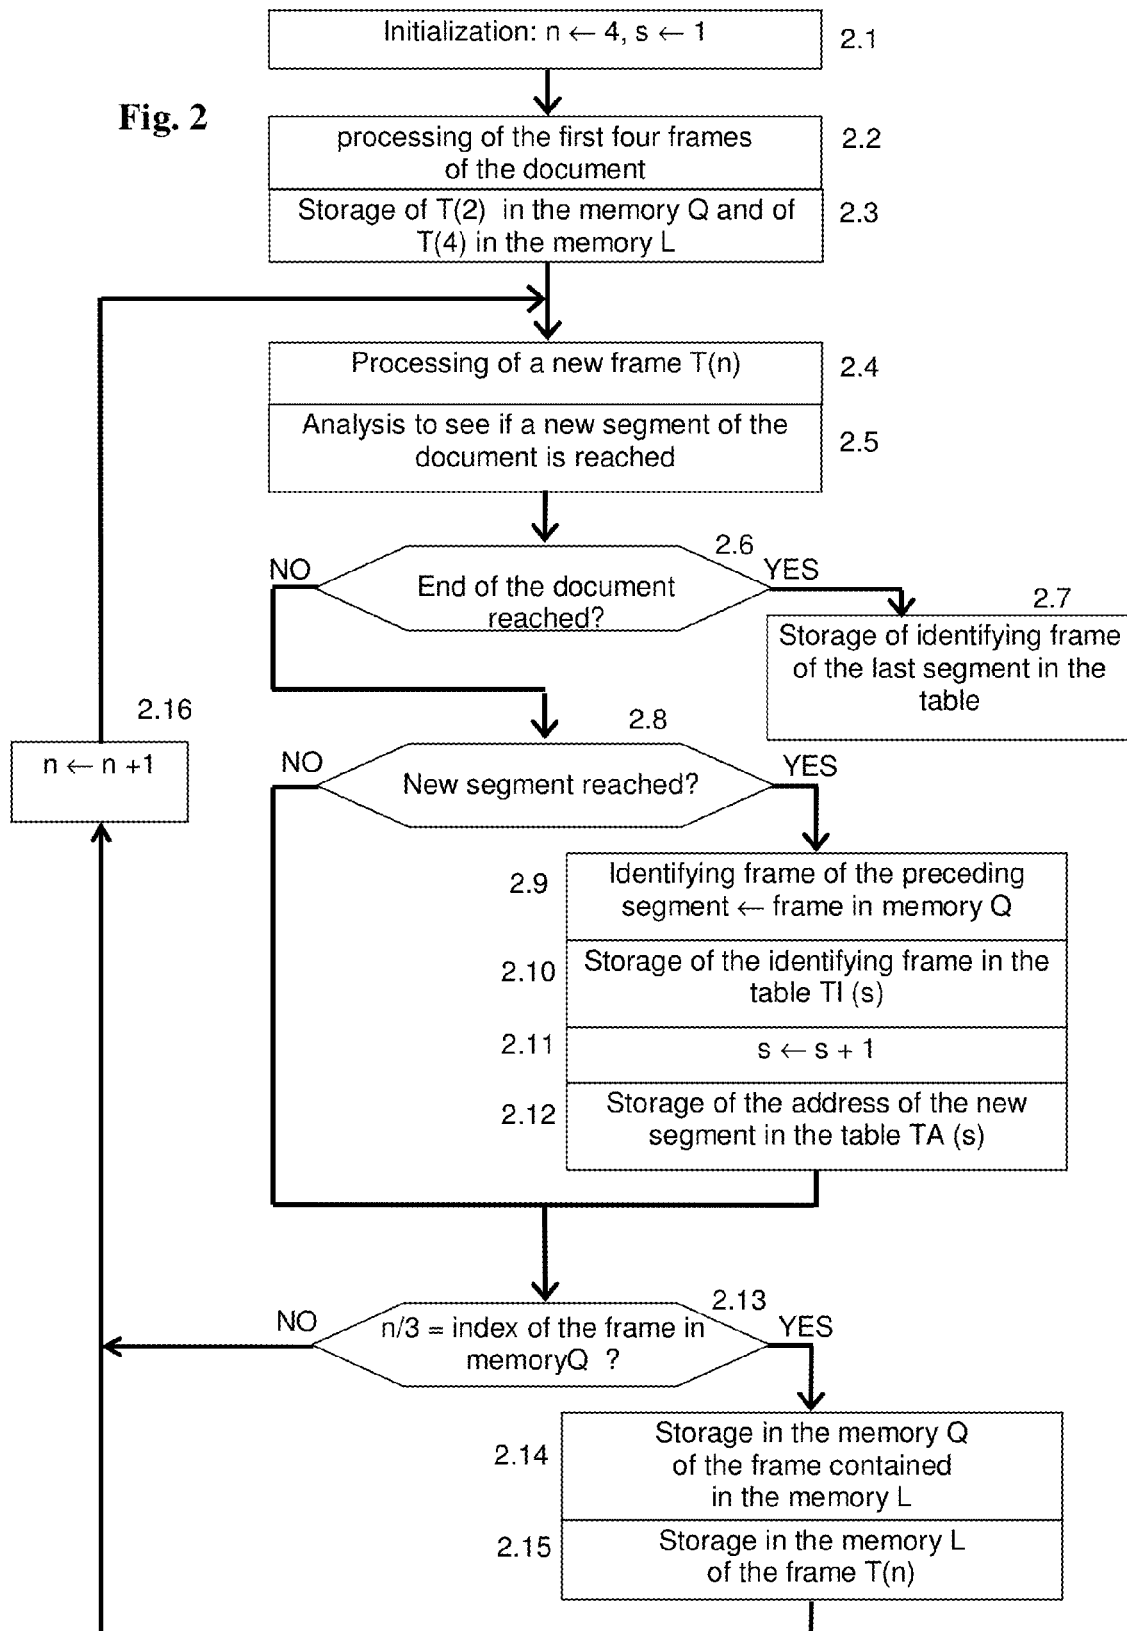 Initialization: n ← 4, s ← 1
2.1
Fig. 2
processing of the first four frames
of the document
2.2
Storage of T(2) in the memory Q and of
T(4) in the memory L
2.3
Processing of a new frame T(n)
2.4
Analysis to see if a new segment of the
document is reached
2.5
2.6
NO
YES
End of the document
reached?
2.7
Storage of identifying frame
of the last segment in the
table
2.16
n ← n +1
2.8
NO
YES
New segment reached?
2.9
Identifying frame of the preceding
segment ← frame in memory Q
2.10
Storage of the identifying frame in the
table TI (s)
2.11
s ← s + 1
2.12
Storage of the address of the new
segment in the table TA (s)
2.13
NO
YES
n/3 = index of the frame in
memoryQ ?
2.14
Storage in the memory Q
of the frame contained
in the memory L
2.15
Storage in the memory L
of the frame T(n)